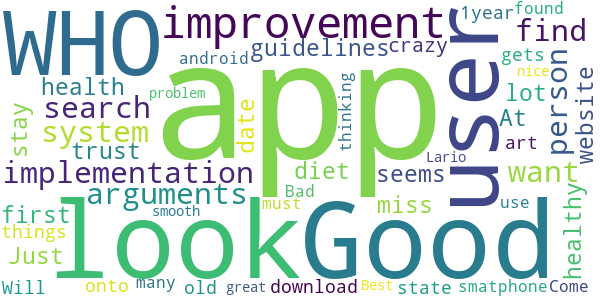 WHO
improvement
user
find
1year
found
android
guidelines
crazy
gets
nice
health
app
person
website
stay
search
problem
date
thinking
lot
At
art
system
trust
Lario
implementation
diet
seems
want
arguments
Bad
miss
must
use
healthy
first
look
Good
things
smooth
Just
Will
onto
many
old
great
download
Best
state
smatphone
Come